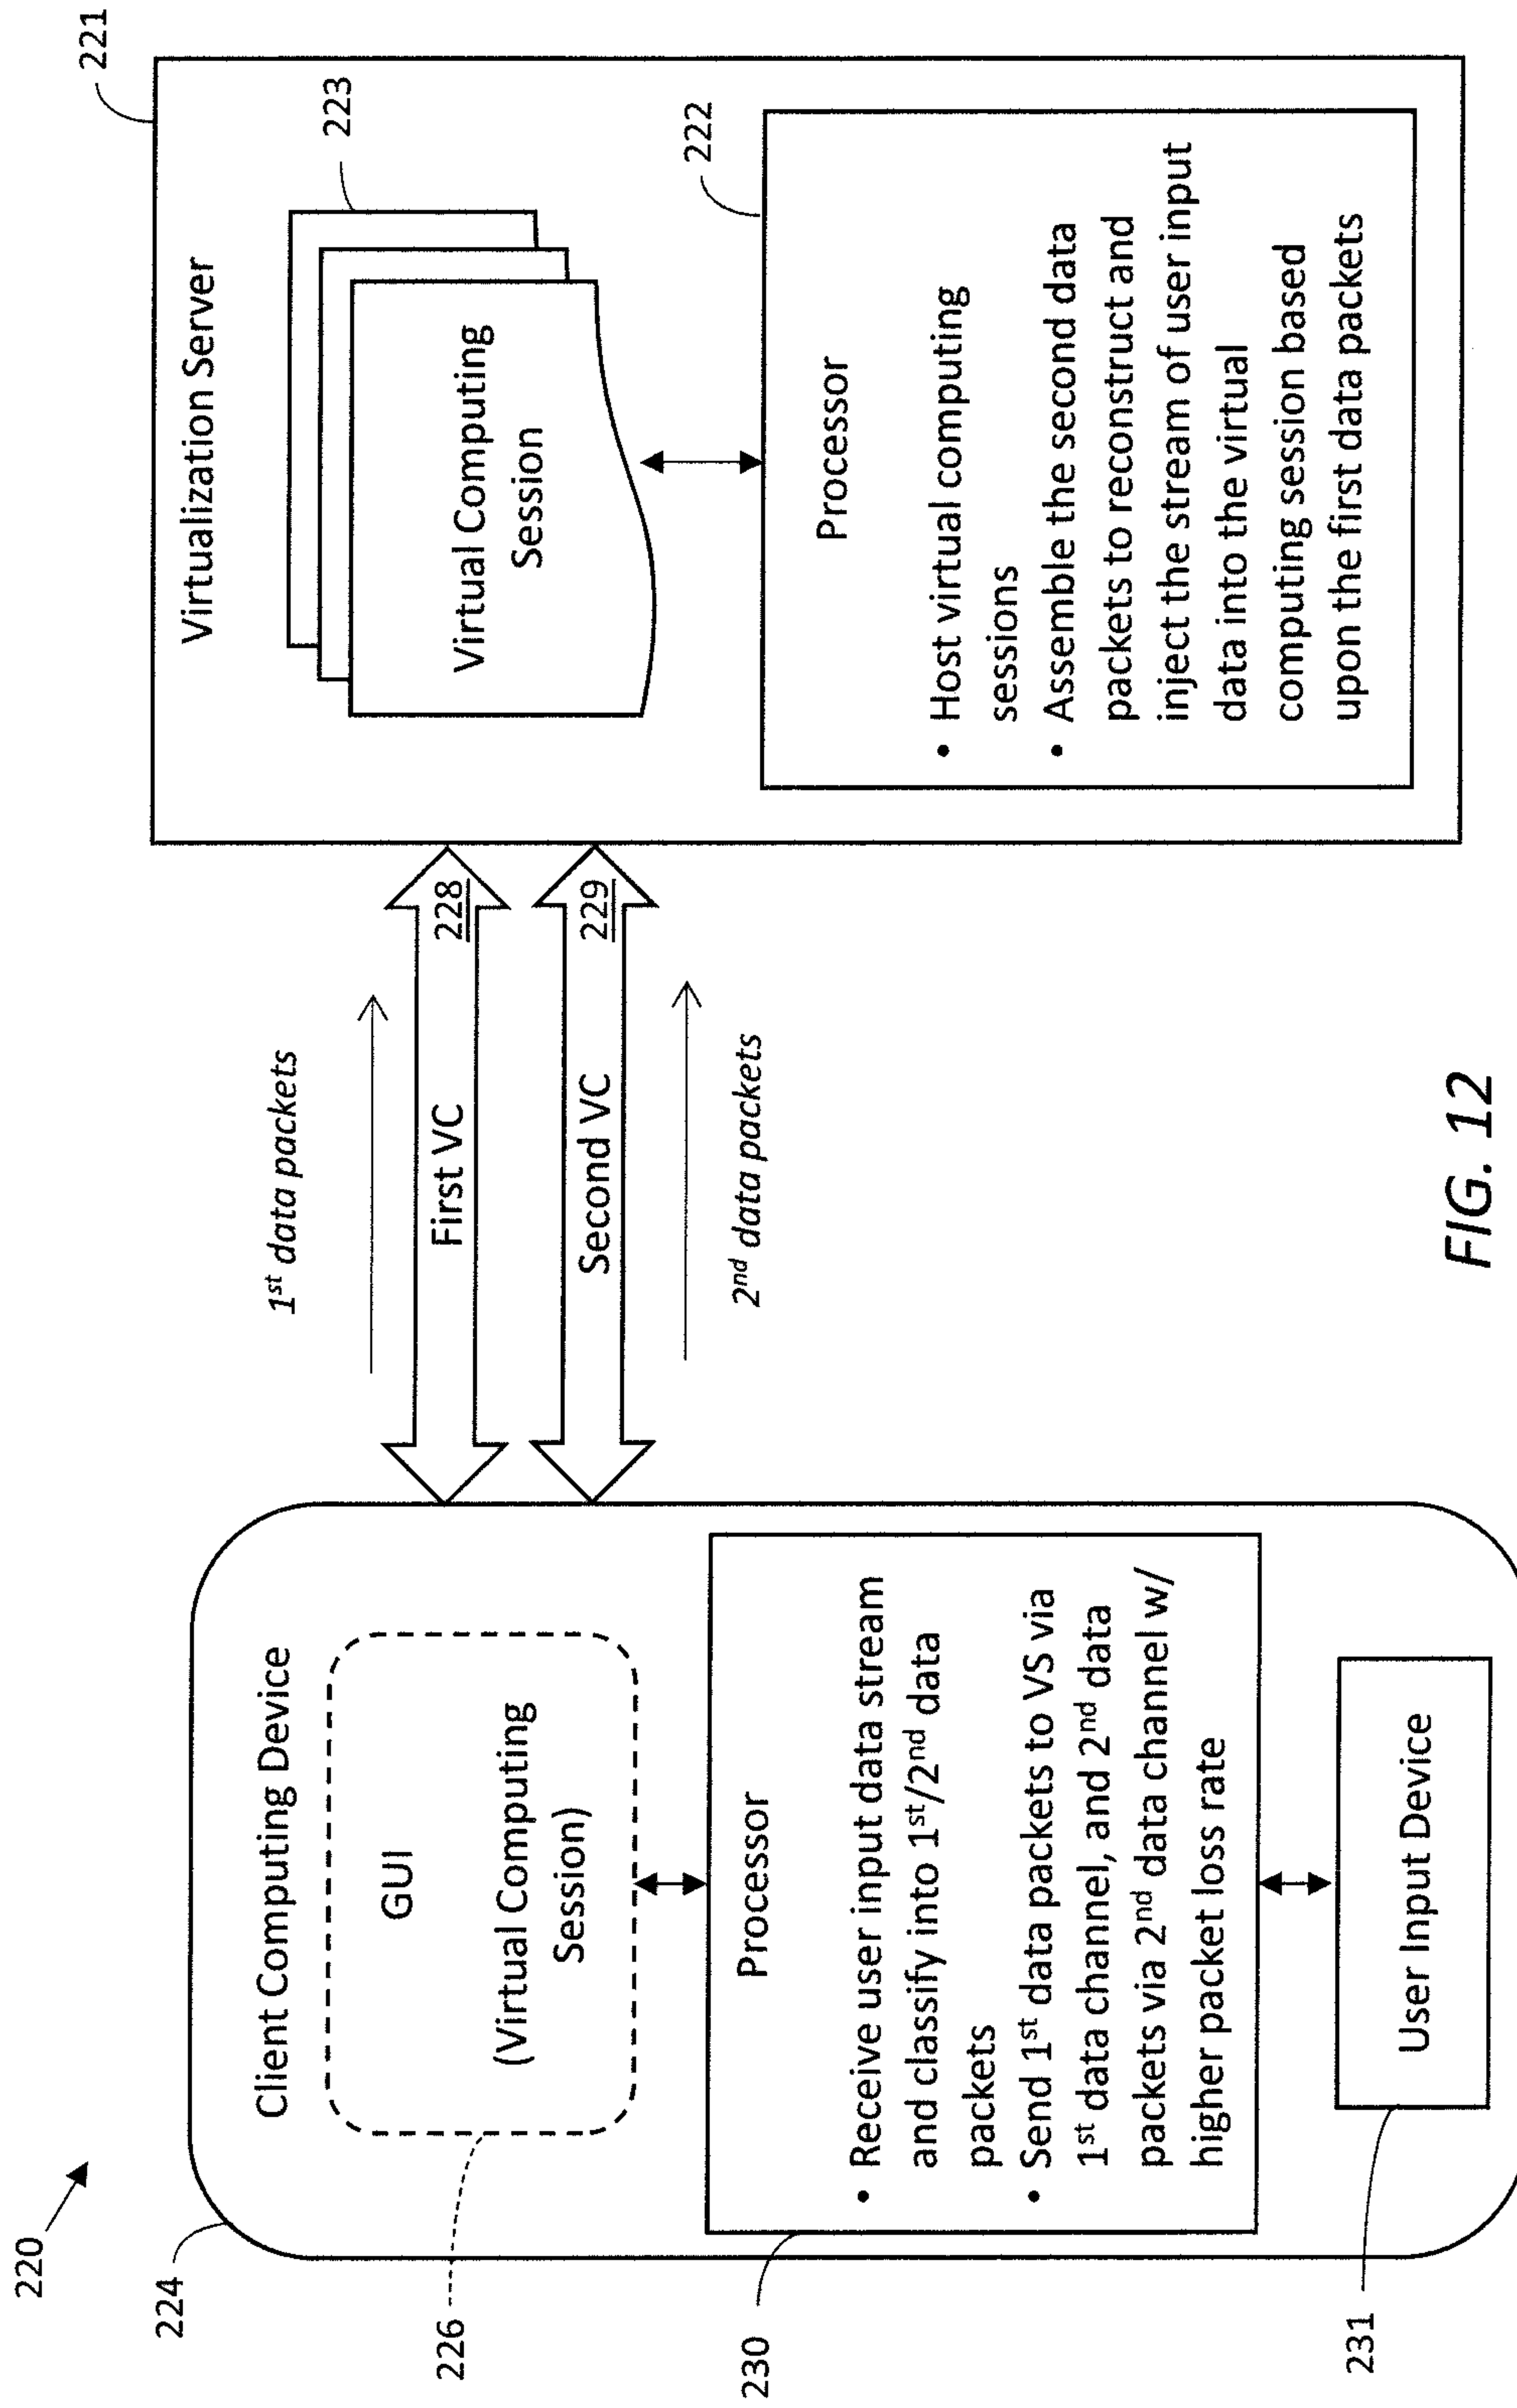 220
224
Client Computing Device
226
GUI
(Virtual Computing
Session)
230
Processor
• Receive user input data stream
and classify into 1st/2nd data
packets
• Send 1st data packets to VS via
1st data channel, and 2nd data
packets via 2nd data channel w/
higher packet loss rate
231
User Input Device
1st data packets
First VC
228
Second VC
229
2nd data packets
221
Virtualization Server
223
Virtual Computing
Session
222
Processor
• Host virtual computing
sessions
• Assemble the second data
packets to reconstruct and
inject the stream of user input
data into the virtual
computing session based
upon the first data packets
FIG. 12